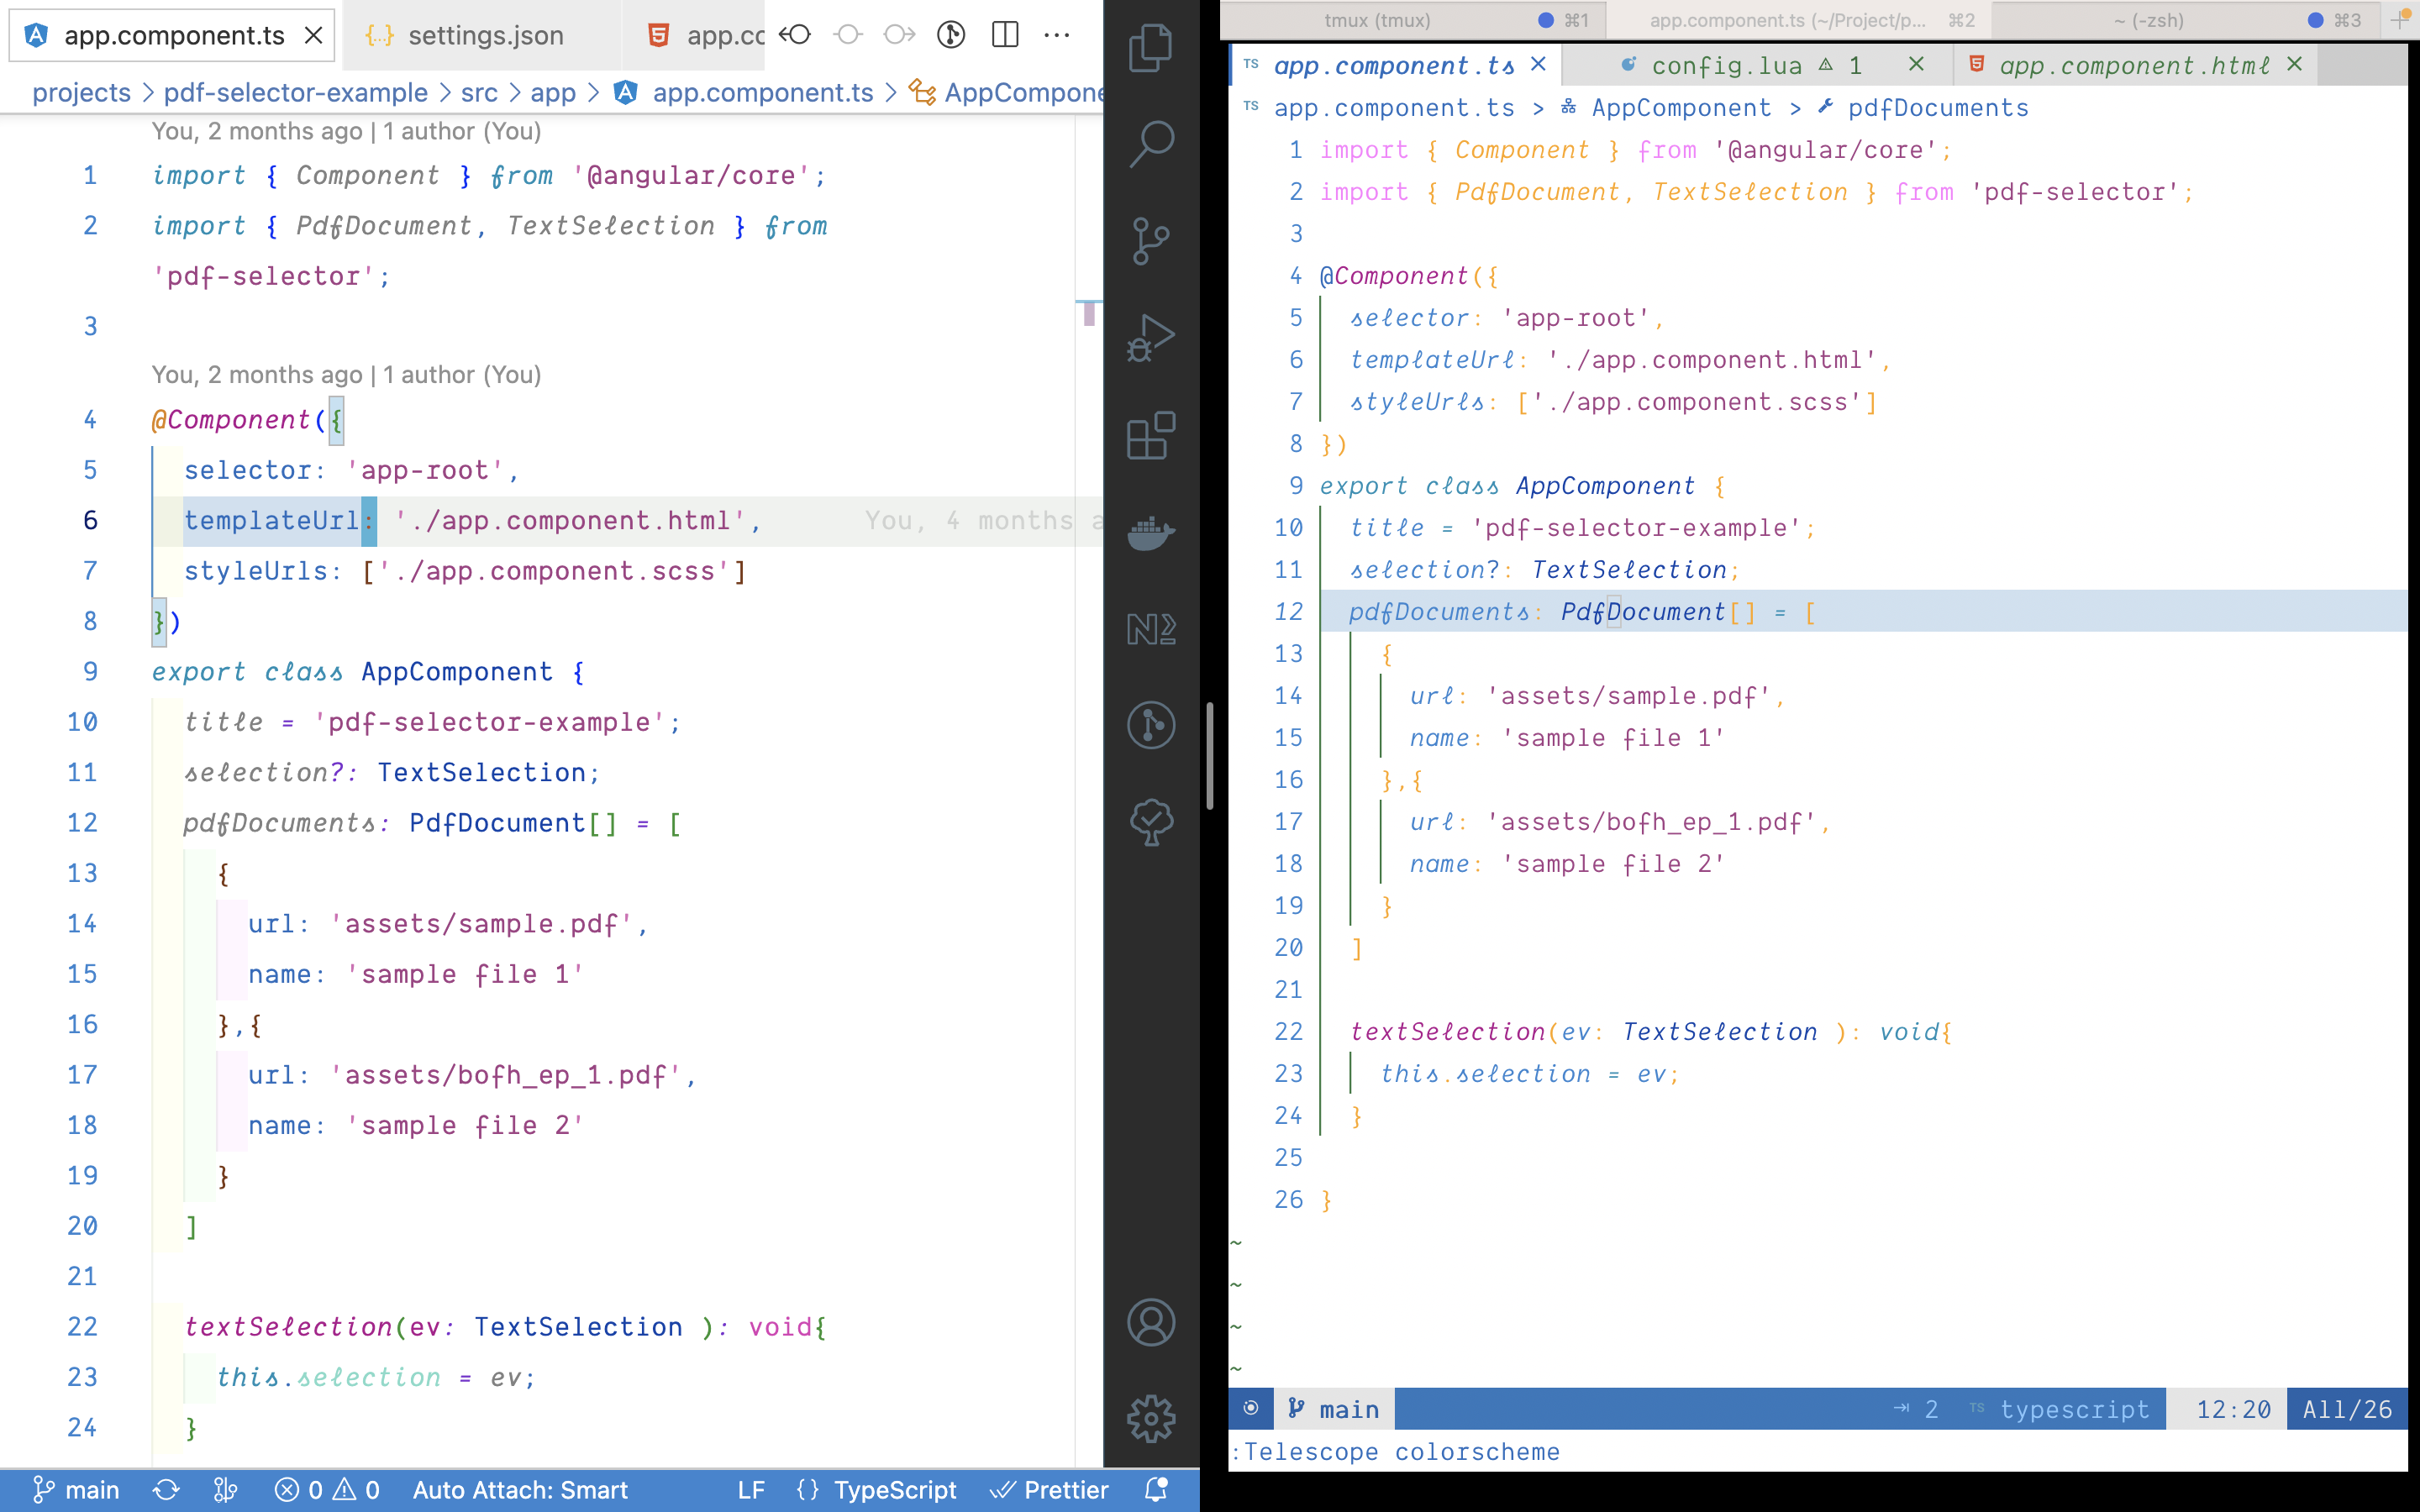 app.component.ts
{..} settings.json
projects > pdf-selector-example > src > app > app.component.ts >
You, 2 months ago | 1 author (You)
1 import { Component } from '@angular/core';
2 import { PdfDocument, TextSelection } from
'pdf-selector';
3
You, 2 months ago | 1 author (You)
4 @Component({
5 selector: 'app-root',
6 templateUrl: './app.component.html', You, 4 months
7 styleUrls: ['./app.component.scss']
8 })
9 export class AppComponent {
10 title = 'pdf-selector-example';
11 selection?: TextSelection;
12 pdfDocuments: PdfDocument[] = [
13 {
14 url: 'assets/sample.pdf',
15 name: 'sample file 1'
16 },{
17 url: 'assets/bofh_ep_1.pdf',
18 name: 'sample file 2'
19 }
20 ]
21
22 textSelection(ev: TextSelection ): void{
23 this.selection = ev;
24 }
main 0 0 Auto Attach: Smart LF {} TypeScript Prettier
tmux (tmux) ⌘1 app.component.ts (~/Project/p... ⌘2 ~ (-zsh) ⌘3
TS app.component.ts config.lua 1 app.component.html
TS app.component.ts > AppComponent > pdfDocuments
1 import { Component } from '@angular/core';
2 import { PdfDocument, TextSelection } from 'pdf-selector';
3
4 @Component({
5 selector: 'app-root',
6 templateUrl: './app.component.html',
7 styleUrls: ['./app.component.scss']
8 })
9 export class AppComponent {
10 title = 'pdf-selector-example';
11 selection?: TextSelection;
12 pdfDocuments: PdfDocument[] = [
13 {
14 url: 'assets/sample.pdf',
15 name: 'sample file 1'
16 },{
17 url: 'assets/bofh_ep_1.pdf',
18 name: 'sample file 2'
19 }
20 ]
21
22 textSelection(ev: TextSelection ): void{
23 this.selection = ev;
24 }
25
26 }
~
~
~
~
main 2 TS typescript 12:20 All/26
:Telescope colorscheme